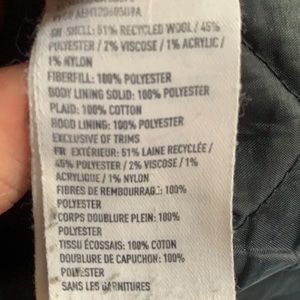 EN SHELL: 51% RECYCLED WOOL / 45%
POLYESTER / 2% VISCOSE / 1% ACRYLIC /
1% NYLON
FIBERFILL: 100% POLYESTER
BODY LINING SOLID: 100% POLYESTER
PLAID: 100% COTTON
HOOD LINING: 100% POLYESTER
EXCLUSIVE OF TRIMS
FR EXTÉRIEUR: 51% LAINE RECYCLÉE /
45% POLYESTER / 2% VISCOSE / 1%
ACRYLIQUE / 1% NYLON
FIBRES DE REMBOURRAGE: 100%
POLYESTER
CORPS DOUBLURE PLEIN: 100%
POLYESTER
TISSU ÉCOSSAIS: 100% COTON
DOUBLURE DE CAPUCHON: 100%
POLYESTER
SANS LES GARNITURES